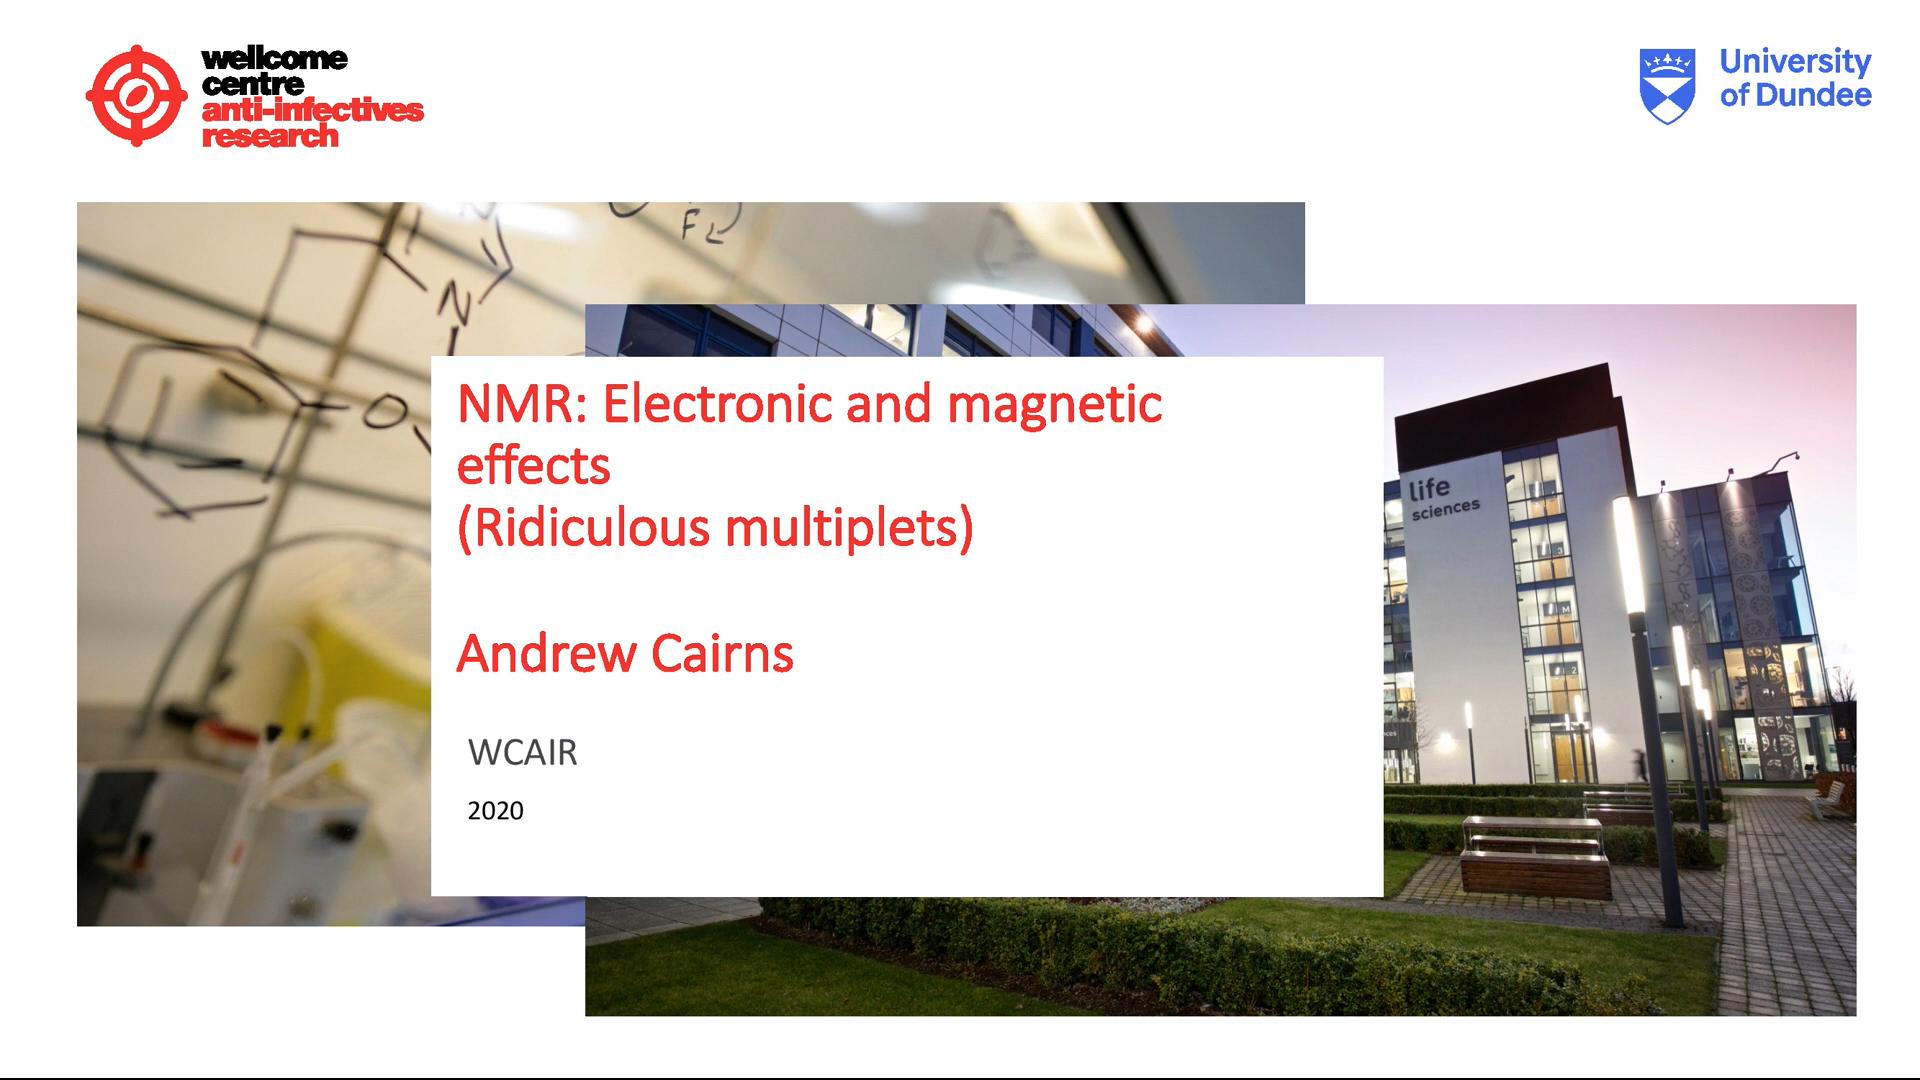 wellcome
centre
anti-infectives
research
University
of Dundee
N
F
N
O
life
sciences
NMR: Electronic and magnetic
effects
(Ridiculous multiplets)
Andrew Cairns
WCAIR
2020